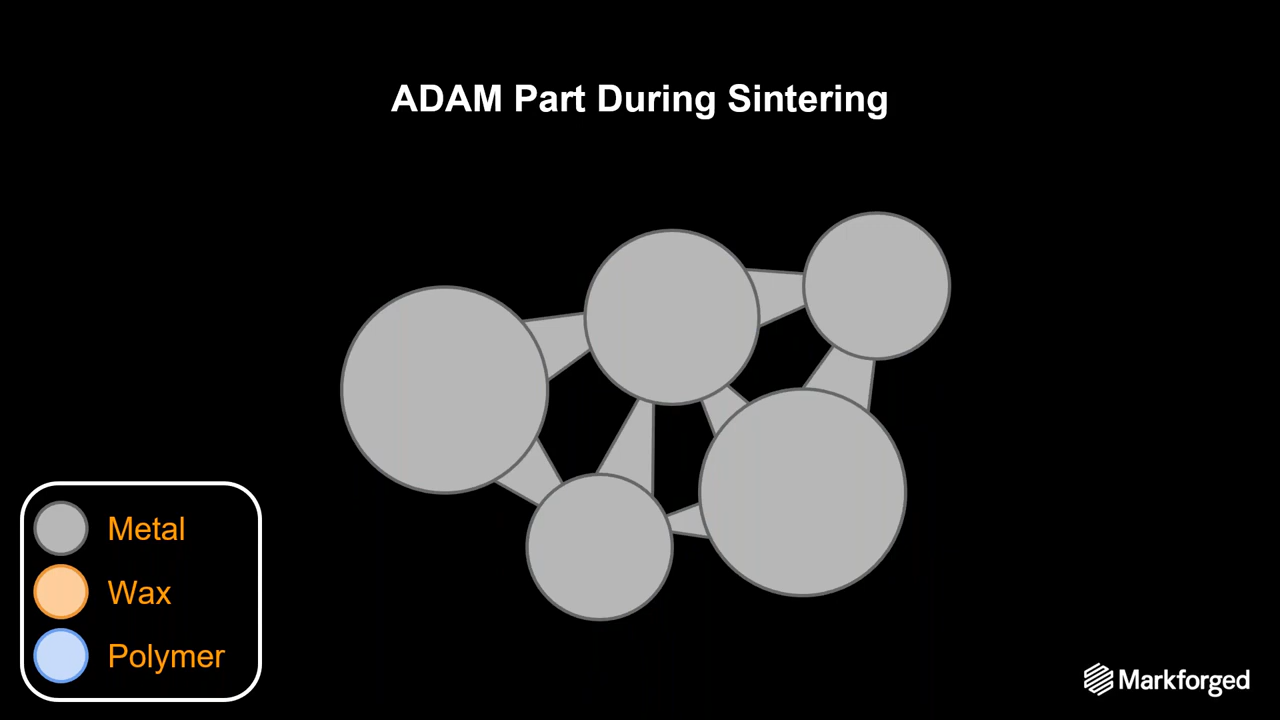 ADAM Part During Sintering
Metal
Wax
Polymer
Markforged